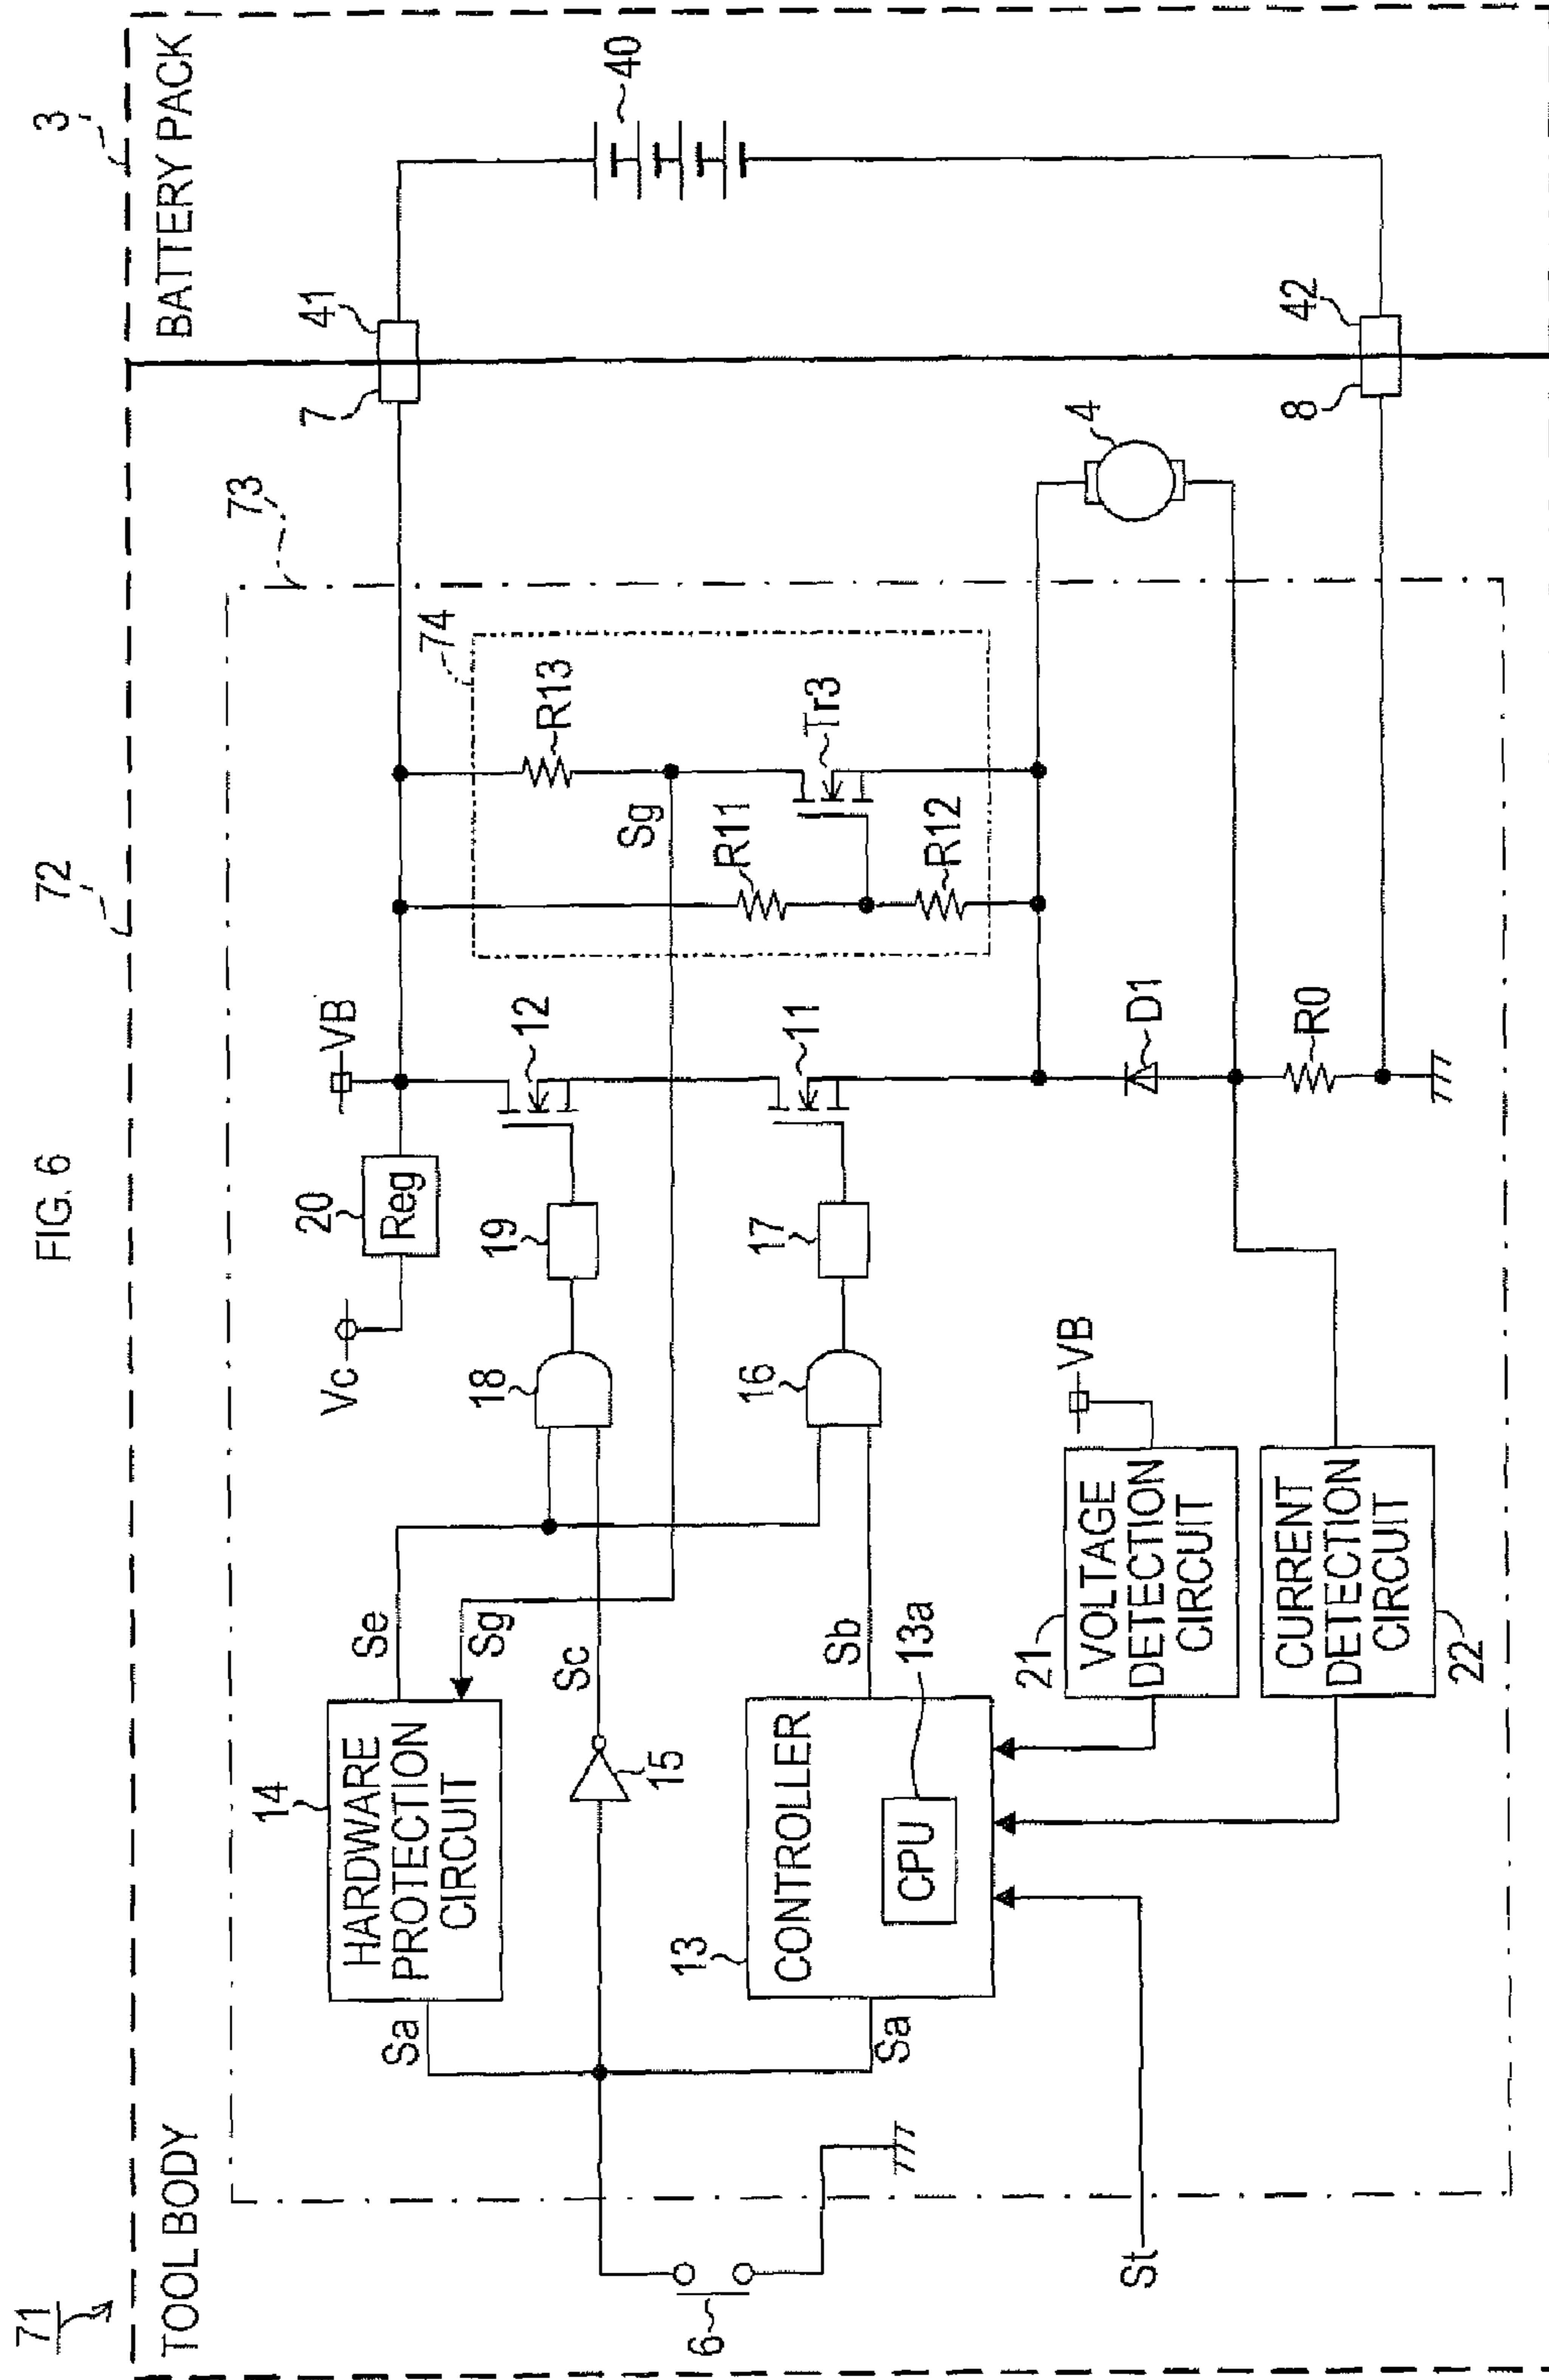 FIG. 6
71
72
3
TOOL BODY
BATTERY PACK
73
VB
Vc
20
Reg
7
41
74
14
HARDWARE
PROTECTION
CIRCUIT
Sa
Se
Sg
18
19
12
R13
40
Sc
15
Sg
R11
Tr3
6
13
CONTROLLER
CPU
13a
Sa
Sb
16
17
11
R12
21
VOLTAGE
DETECTION
CIRCUIT
VB
D1
4
St
CURRENT
DETECTION
CIRCUIT
22
R0
8
42